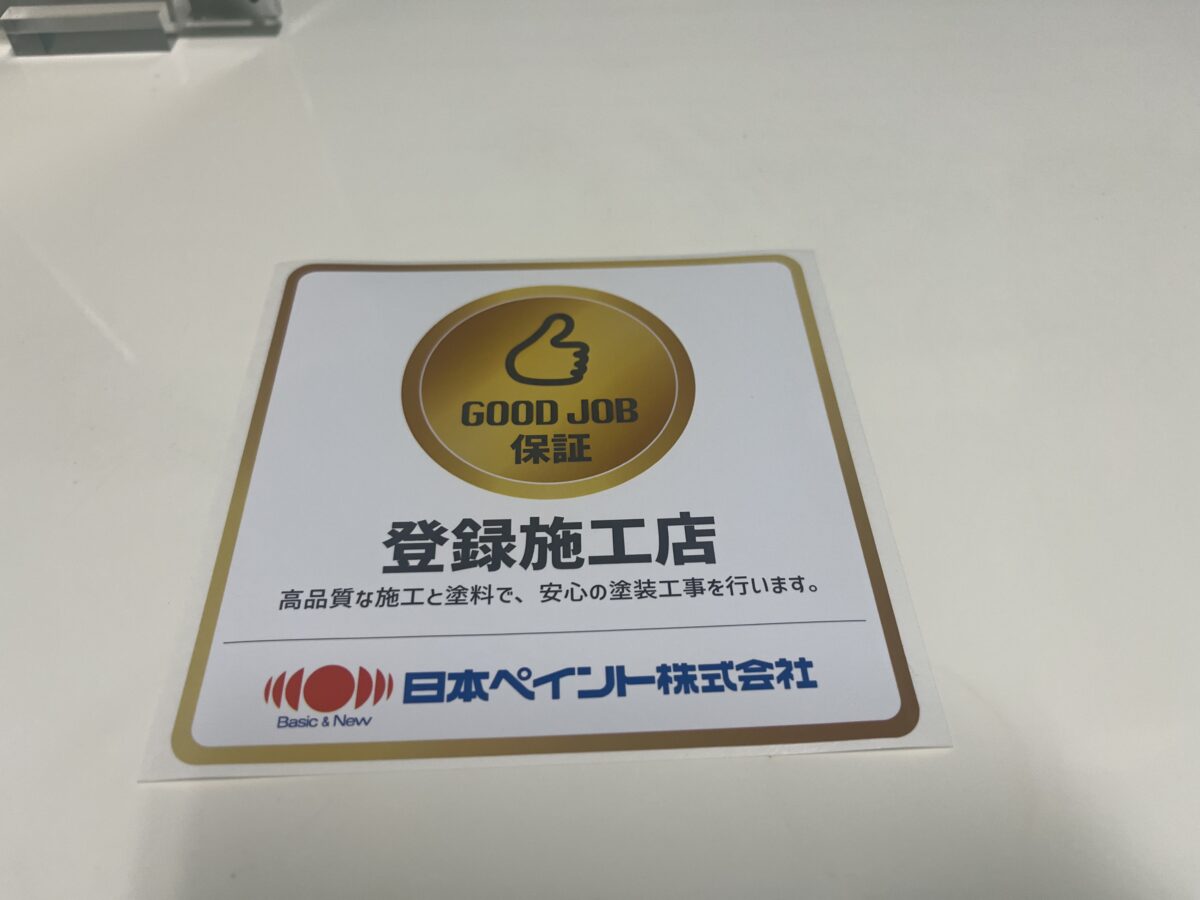 GOOD JOB
保証
登録施工店
高品質な施工と塗料で、安心の塗装工事を行います。
日本ペイント株式会社
Basic & New